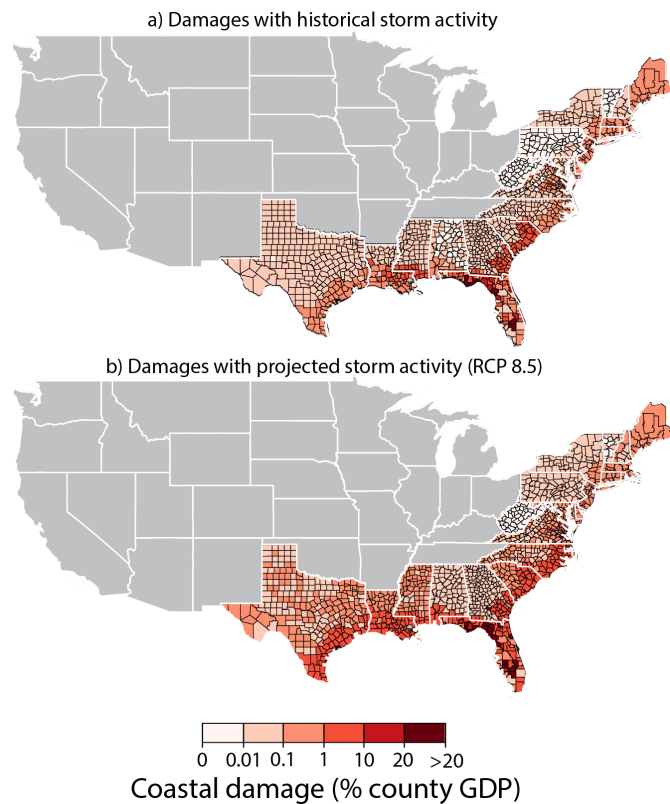 a) Damages with historical storm activity
b) Damages with projected storm activity (RCP 8.5)
0 0.01 0.1 1 10 20 >20
Coastal damage (% county GDP)